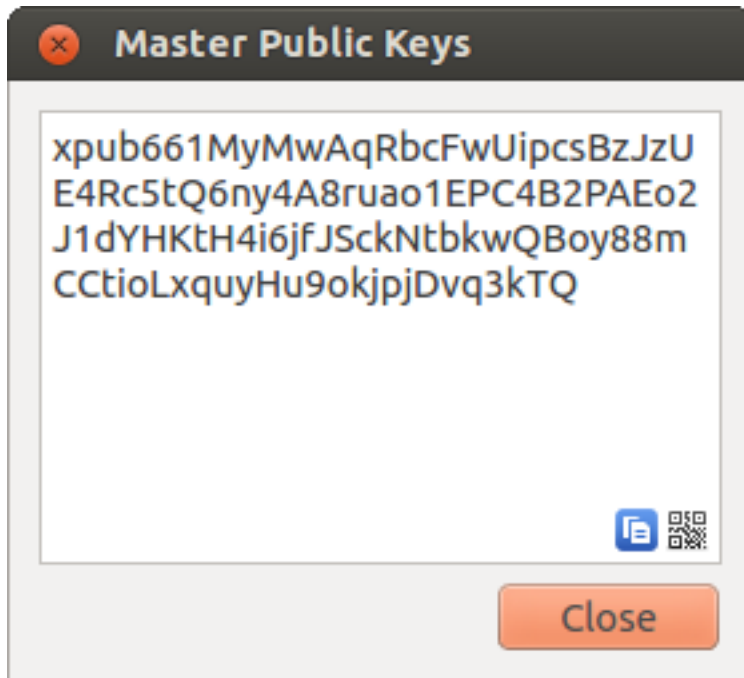 Master Public Keys
xpub661MyMwAqRbcFwUipcsBzJzU
E4Rc5tQ6ny4A8ruao1EPC4B2PAEo2
J1dYHKtH4i6jfJSckNtbkwQBoy88m
CCtioLxquyHu9okjpjDvq3kTQ
Close